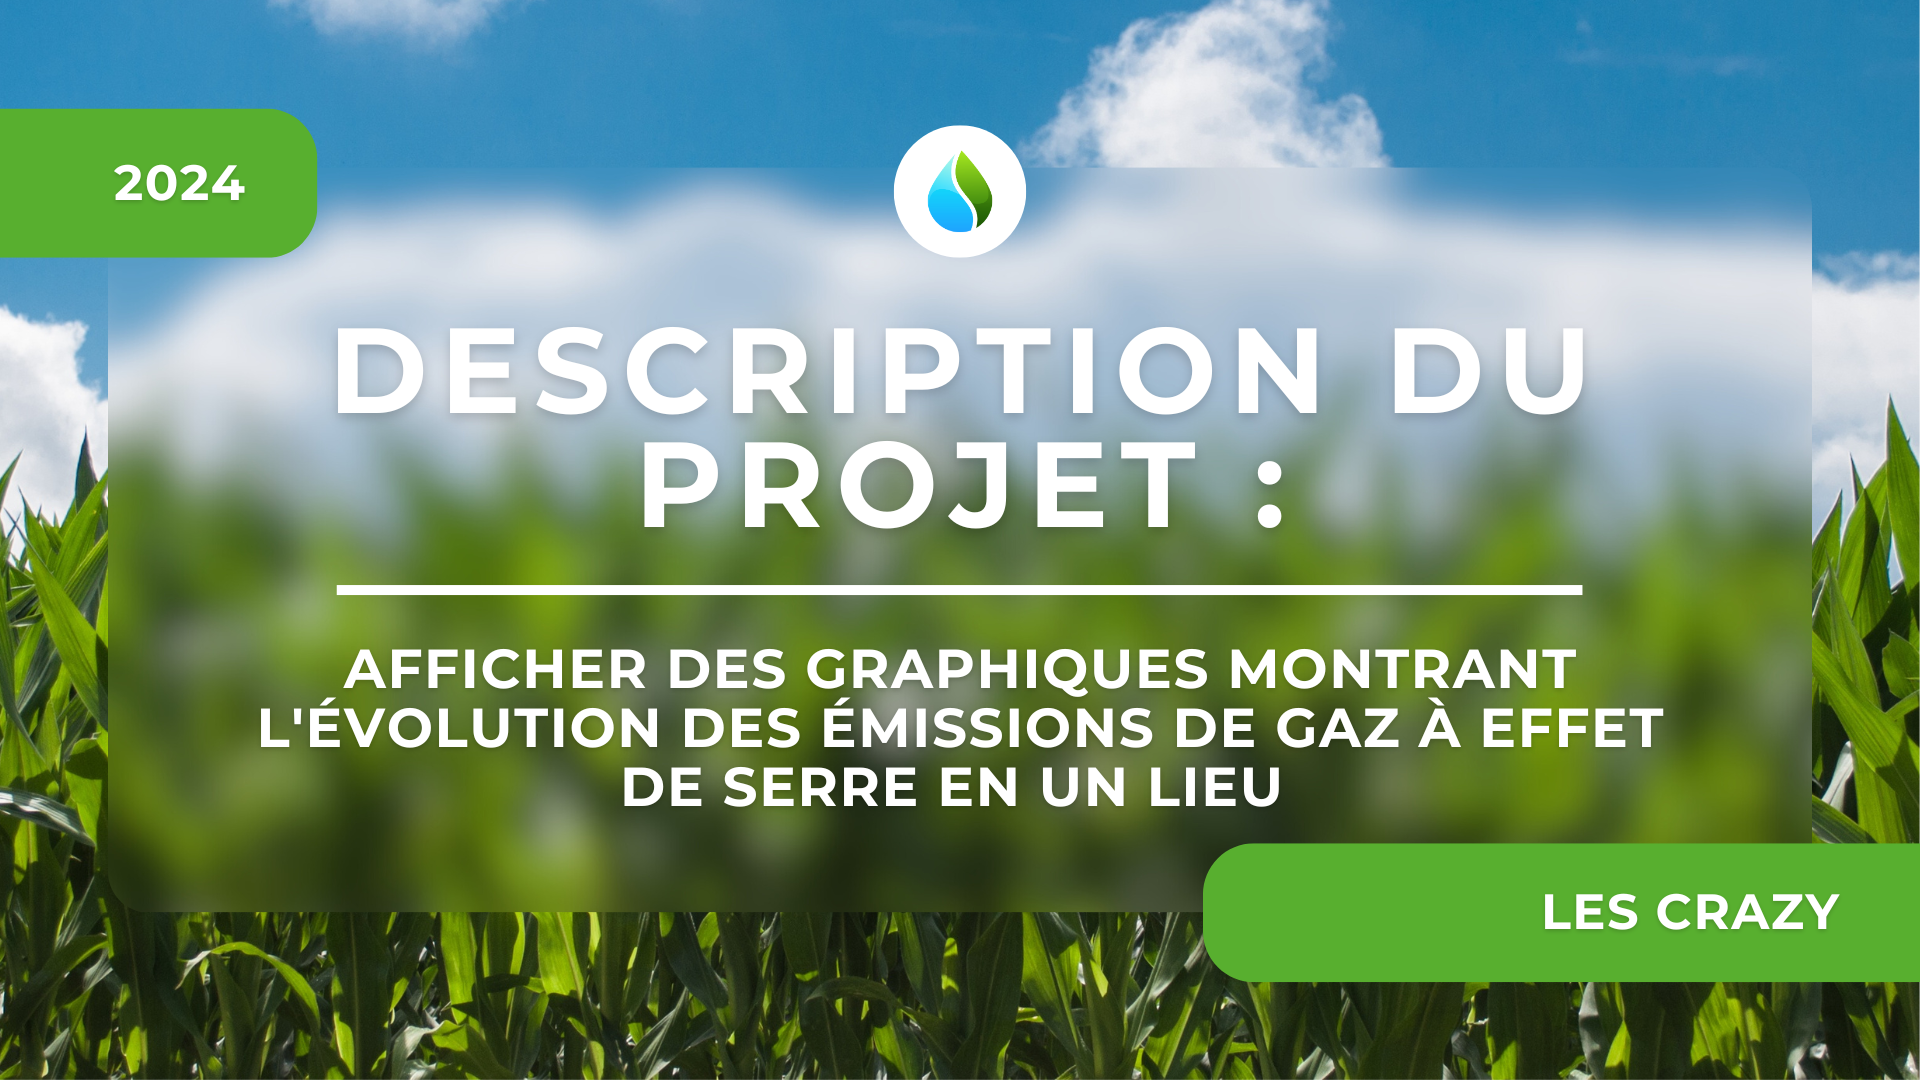 2024
DESCRIPTION DU
PROJET :
AFFICHER DES GRAPHIQUES MONTRANT
L'ÉVOLUTION DES ÉMISSIONS DE GAZ À EFFET
DE SERRE EN UN LIEU
LES CRAZY